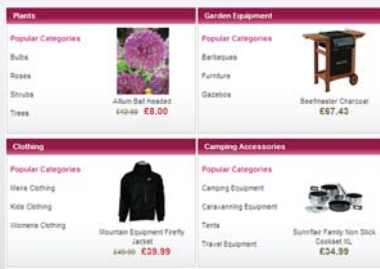 Plants
Popular Categories
Bulbs
Roses
Shrubs
Trees
Allium Ball Headed
£12.99 £8.00
Garden Equipment
Popular Categories
Barbeques
Furniture
Gazebos
Beefmaster Charcoal
£67.43
Clothing
Popular Categories
Mens Clothing
Kids Clothing
Womens Clothing
Mountain Equipment Firefly
Jacket
£39.99
Camping Accessories
Popular Categories
Camping Equipment
Caravanning Equipment
Tents
Travel Equipment
Sunnflair Family Non Stick
Cookset XL
£34.99